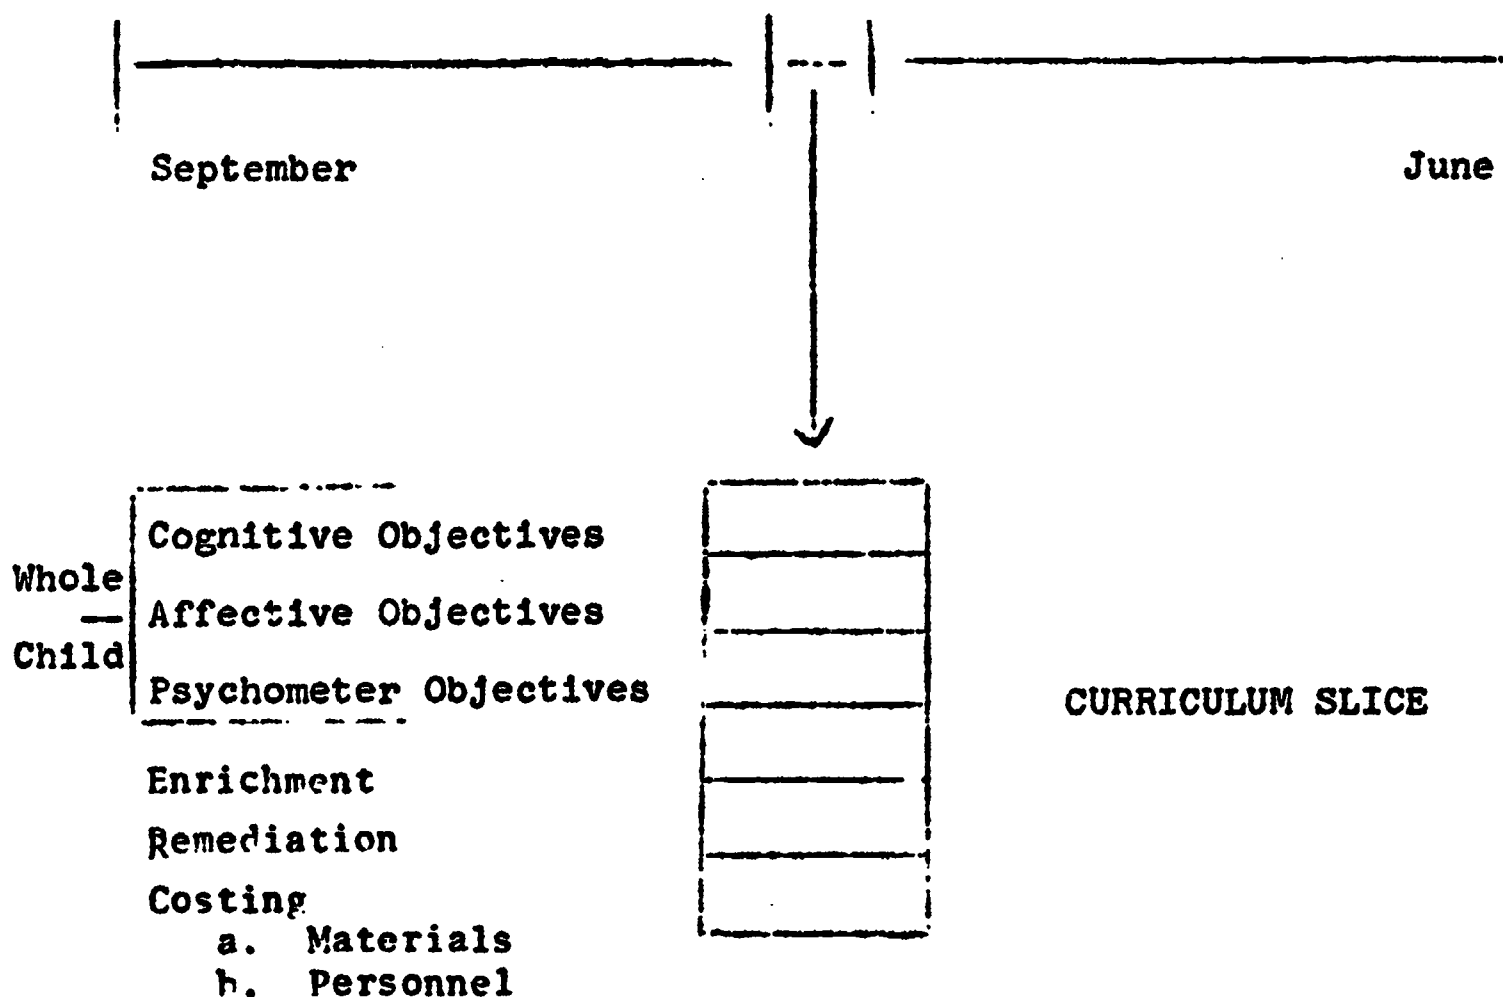 September June
Cognitive Objectives
Whole
Affective Objectives
Child
Psychometer Objectives
CURRICULUM SLICE
Enrichment
Remediation
Costing
a. Materials
b. Personnel